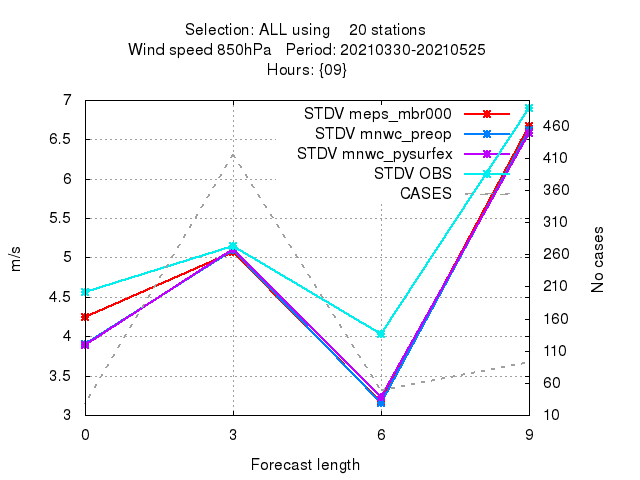 Selection: ALL using    20 stations
Wind speed 850hPa   Period: 20210330-20210525
Hours: {09}
STDV meps_mbr000
STDV mnwc_preop
STDV mnwc_pysurfex
STDV OBS
CASES
7
6.5
6
5.5
5
4.5
4
3.5
3
m/s
460
410
360
310
260
210
160
110
60
10
No cases
0 3 6 9
Forecast length